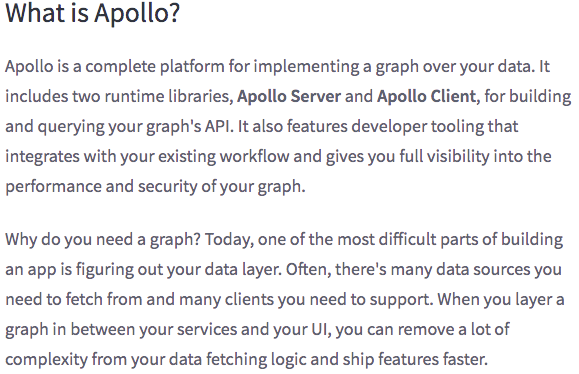 What is Apollo?
Apollo is a complete platform for implementing a graph over your data. It
includes two runtime libraries, Apollo Server and Apollo Client, for building
and querying your graph's API. It also features developer tooling that
integrates with your existing workflow and gives you full visibility into the
performance and security of your graph.
Why do you need a graph? Today, one of the most difficult parts of building
an app is figuring out your data layer. Often, there's many data sources you
need to fetch from and many clients you need to support. When you layer a
graph in between your services and your UI, you can remove a lot of
complexity from your data fetching logic and ship features faster.